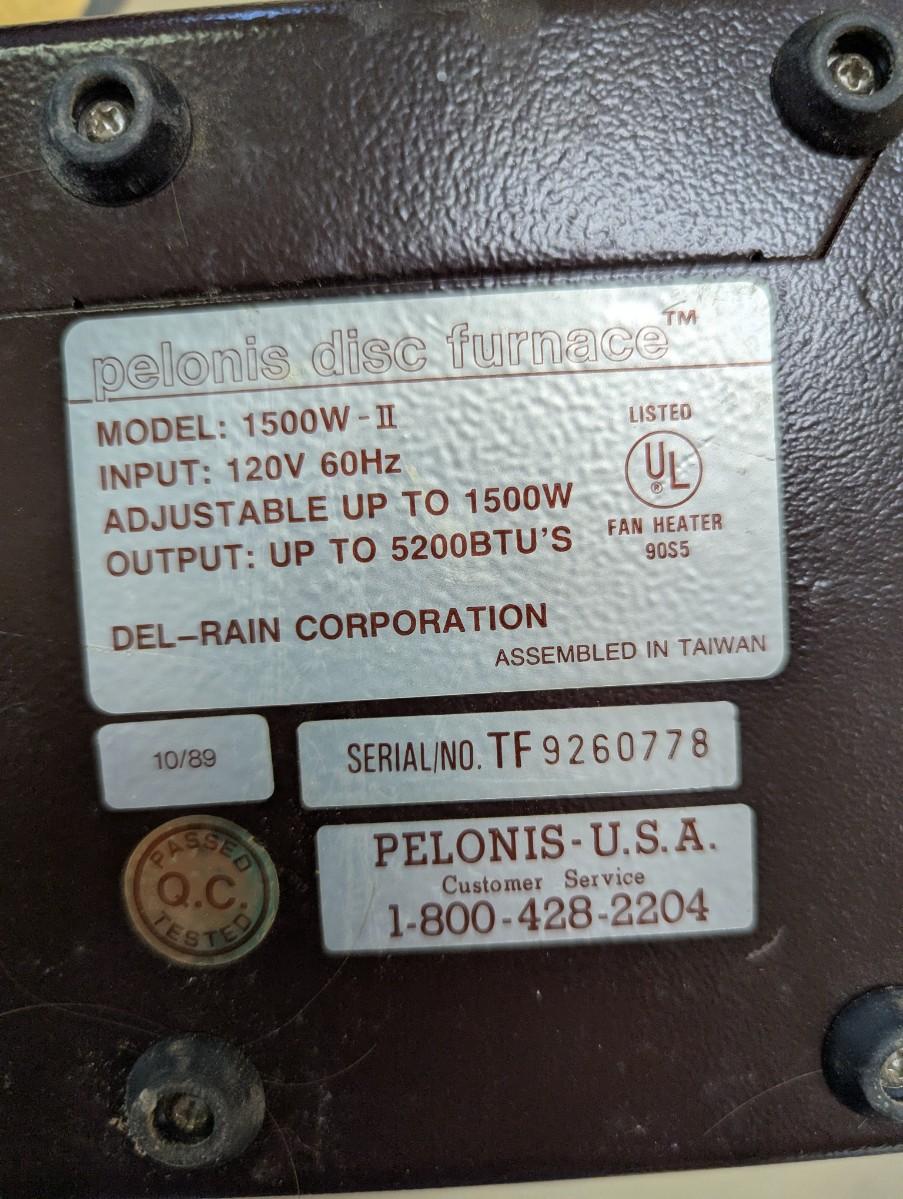 pelonis disc furnace™
MODEL: 1500W-II
INPUT: 120V 60Hz
ADJUSTABLE UP TO 1500W
OUTPUT: UP TO 5200BTU'S
LISTED
UL
®
FAN HEATER
90S5
DEL-RAIN CORPORATION
ASSEMBLED IN TAIWAN
10/89
SERIAL/NO. TF 9260778
PASSED
Q.C.
TESTED
PELONIS-U.S.A.
Customer Service
1-800-428-2204